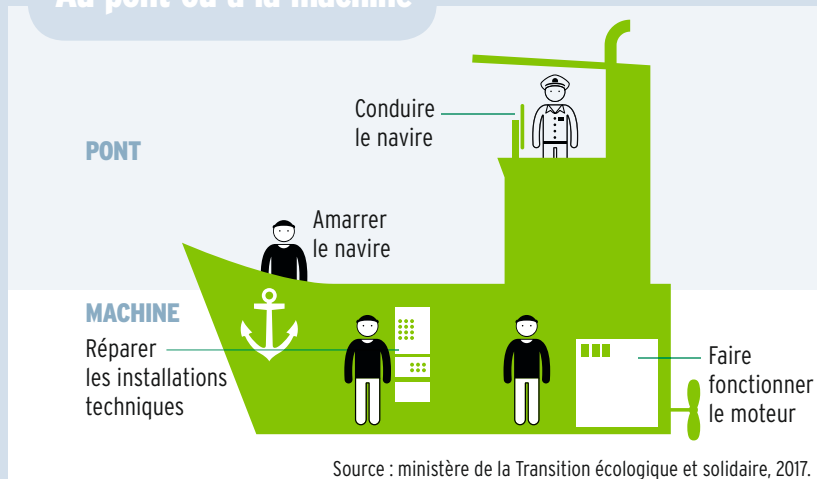 Au pont ou à la machine
Conduire
le navire
PONT
Amarrer
le navire
MACHINE
Réparer
les installations
techniques
Faire
fonctionner
le moteur
Source : ministère de la Transition écologique et solidaire, 2017.